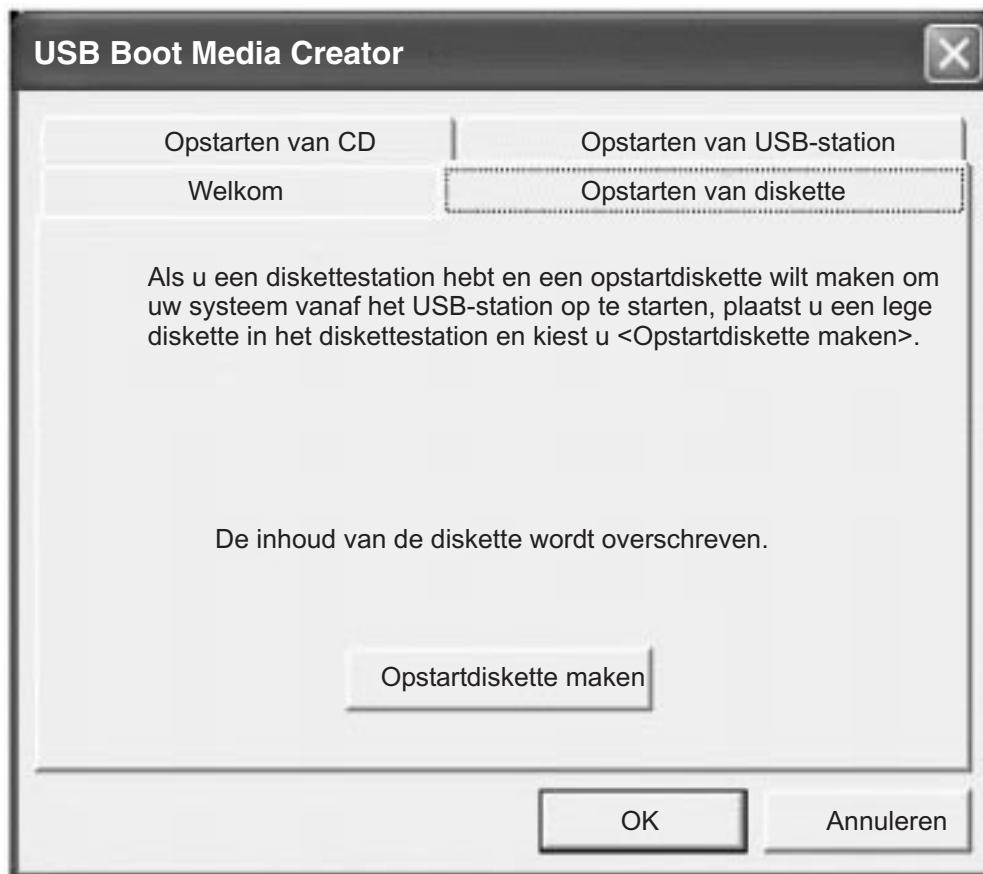 USB Boot Media Creator
Opstarten van CD
Opstarten van USB-station
Welkom
Opstarten van diskette
Als u een diskettestation hebt en een opstartdiskette wilt maken om
uw systeem vanaf het USB-station op te starten, plaatst u een lege
diskette in het diskettestation en kiest u <Opstartdiskette maken>.
De inhoud van de diskette wordt overschreven.
Opstartdiskette maken
OK
Annuleren